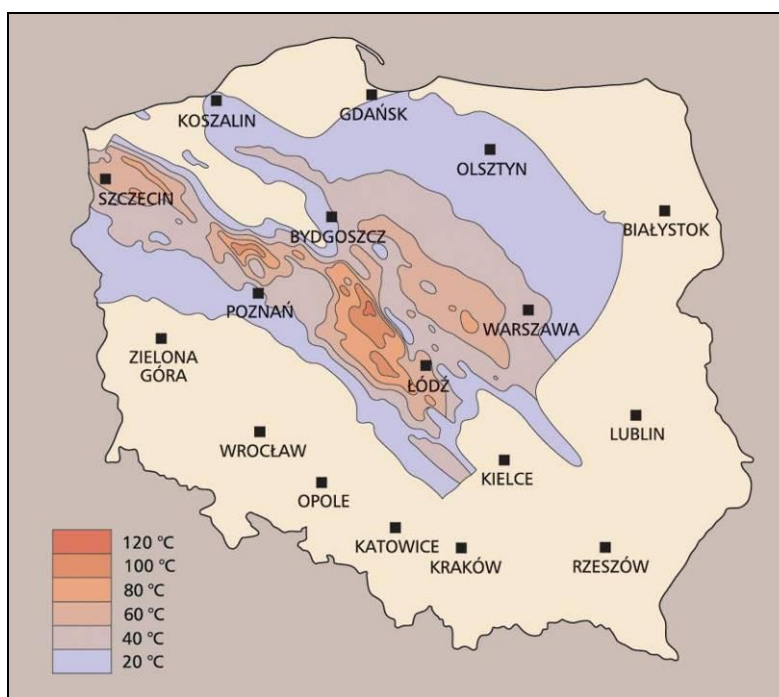 KOSZALIN
GDAŃSK
OLSZTYN
SZCZECIN
BYDGOSZCZ
BIAŁYSTOK
POZNAŃ
WARSZAWA
ZIELONA
GÓRA
ŁÓDŹ
LUBLIN
WROCŁAW
KIELCE
OPOLE
KATOWICE
KRAKÓW
RZESZÓW
120 °C
100 °C
80 °C
60 °C
40 °C
20 °C